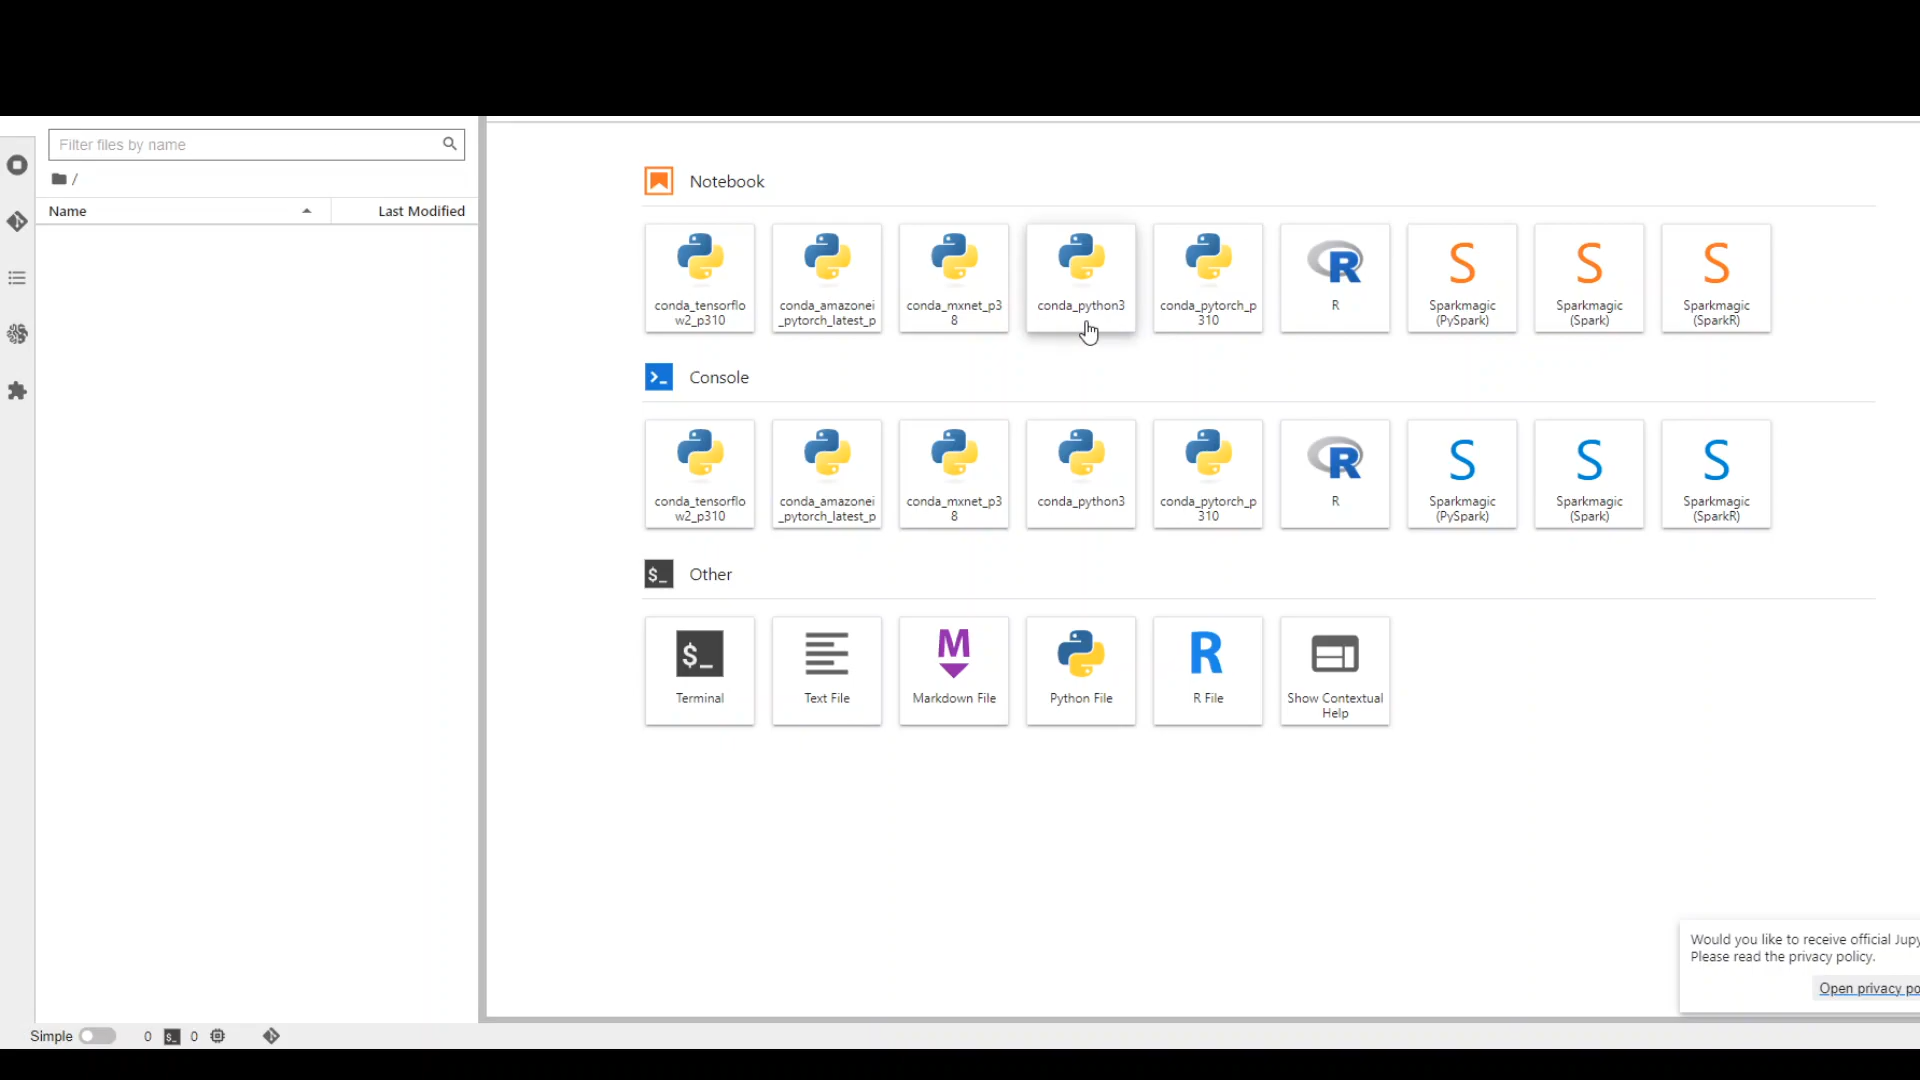 Filter files by name
/
Name Last Modified
Notebook
conda_tensorflo
w2_p310
conda_amazonei
_pytorch_latest_p
conda_mxnet_p3
8
conda_python3
conda_pytorch_p
310
R
Sparkmagic
(PySpark)
Sparkmagic
(Spark)
Sparkmagic
(SparkR)
Console
conda_tensorflo
w2_p310
conda_amazonei
_pytorch_latest_p
conda_mxnet_p3
8
conda_python3
conda_pytorch_p
310
R
Sparkmagic
(PySpark)
Sparkmagic
(Spark)
Sparkmagic
(SparkR)
$_ Other
$_
Terminal
Text File
M
Markdown File
Python File
R
R File
Show Contextual
Help
Would you like to receive official Jupy
Please read the privacy policy.
Open privacy po
Simple 0 $_ 0